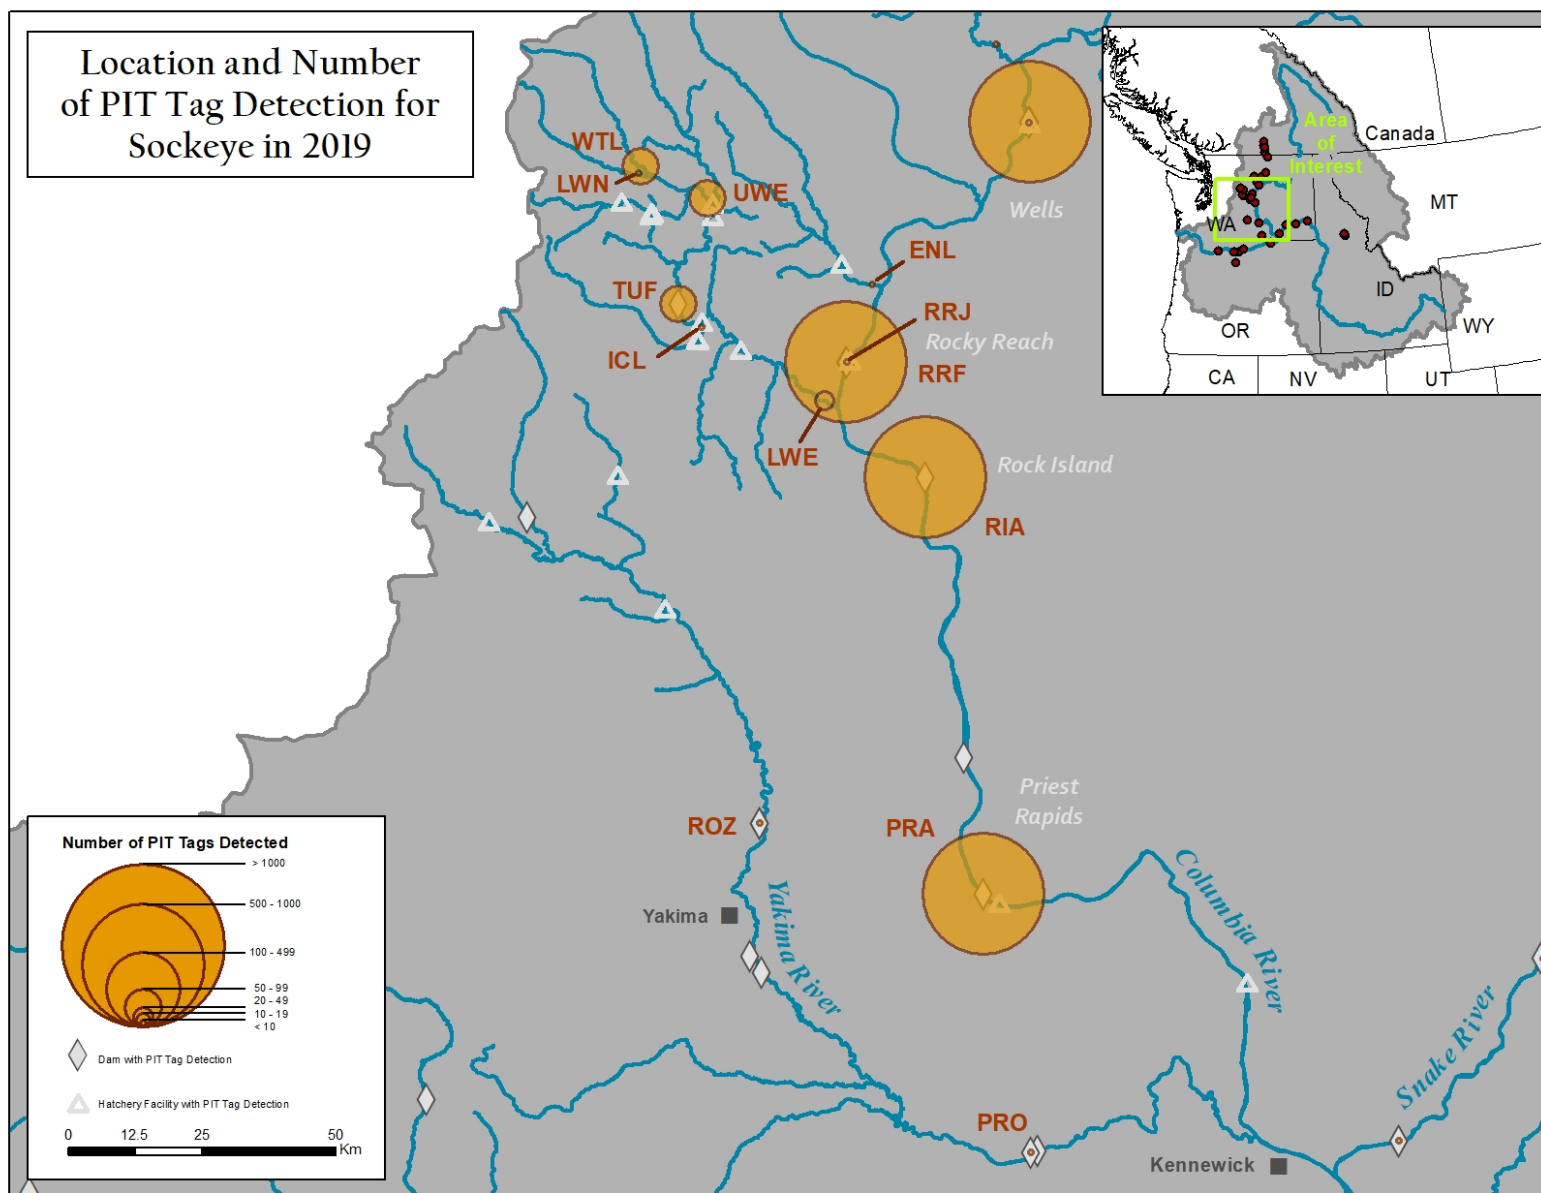 Location and Number
of PIT Tag Detection for
Sockeye in 2019
WTL
LWN
UWE
Wells
ENL
TUF
RRJ
Rocky Reach
ICL
RRF
LWE
Rock Island
RIA
Priest
Rapids
ROZ
PRA
Yakima
Yakima River
Columbia River
Snake River
PRO
Kennewick
Area
of
Interest
Canada
WA
MT
ID
OR
WY
CA
NV
UT
Number of PIT Tags Detected
> 1000
500 - 1000
100 - 499
50 - 99
20 - 49
10 - 19
< 10
Dam with PIT Tag Detection
Hatchery Facility with PIT Tag Detection
0 12.5 25 50
Km